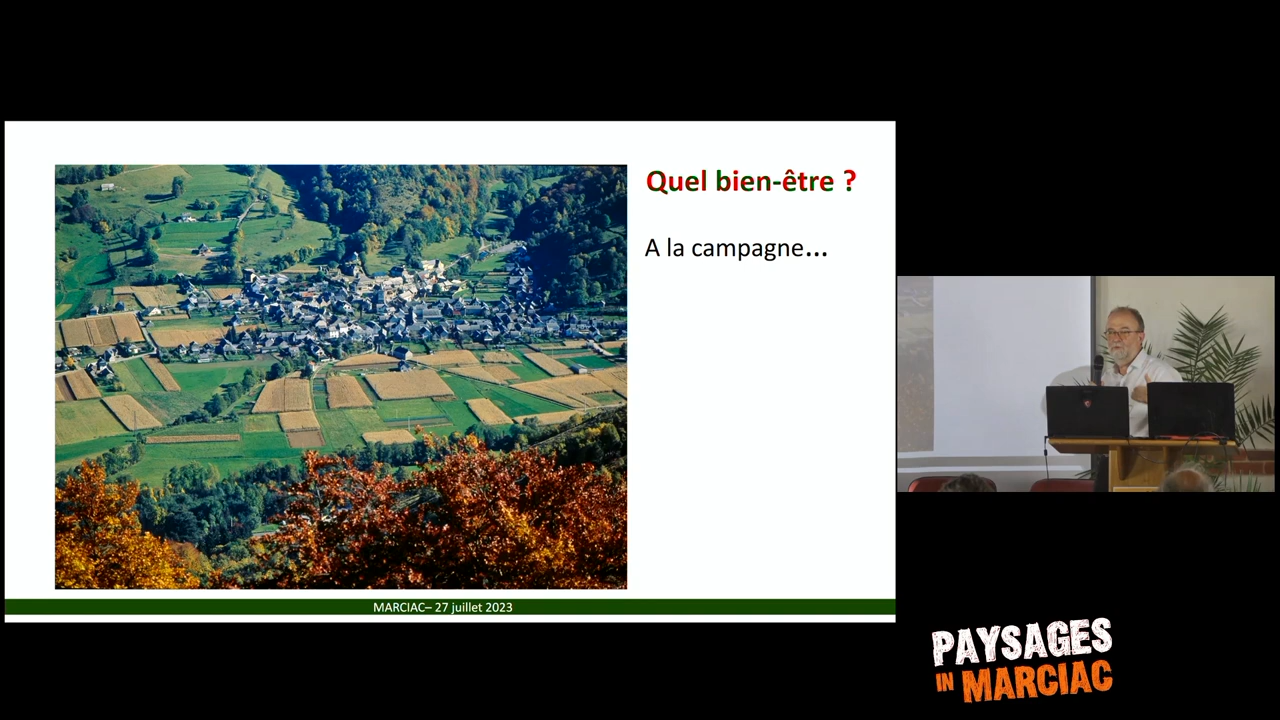 Quel bien-être ?
A la campagne...
MARCIAC– 27 juillet 2023
PAYSAGES
IN MARCIAC